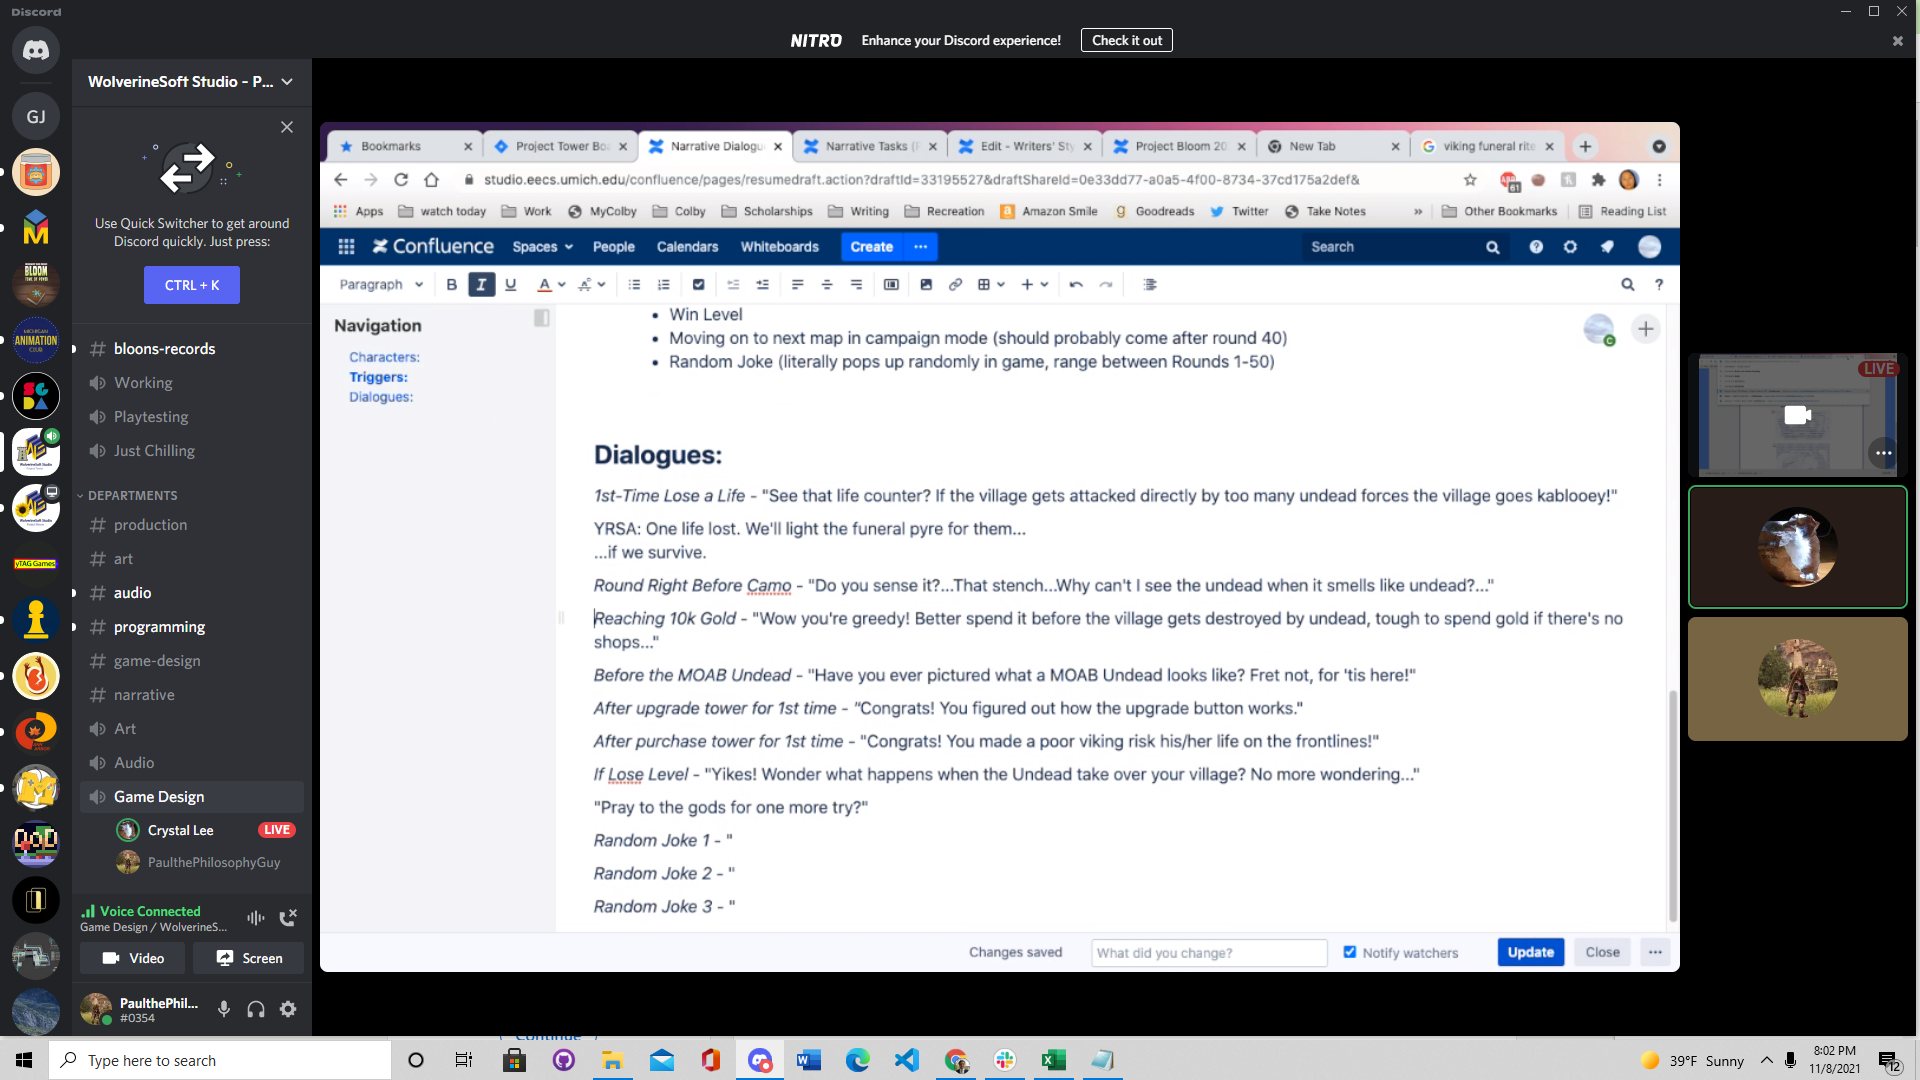 Discord
NITRO Enhance your Discord experience! Check it out
WolverineSoft Studio - P...
GJ
Use Quick Switcher to get around
Discord quickly. Just press:
CTRL + K
bloons-records
Working
Playtesting
Just Chilling
DEPARTMENTS
production
art
audio
programming
game-design
narrative
Art
Audio
Game Design
Crystal Lee LIVE
PaulthePhilosophyGuy
Voice Connected
Game Design / WolverineS...
Video Screen
PaulthePhil...
#0354
BLOOM
MICHIGAN
ANIMATION
CLUB
yTAG Games
Bookmarks
Project Tower Boa
Narrative Dialogu
Narrative Tasks (P
Edit - Writers' Sty
Project Bloom 20
New Tab
viking funeral rite
studio.eecs.umich.edu/confluence/pages/resumedraft.action?draftId=33195527&draftShareId=0e33dd77-a0a5-4f00-8734-37cd175a2def&
61
Apps watch today Work MyColby Colby Scholarships Writing Recreation Amazon Smile Goodreads Twitter Take Notes » Other Bookmarks Reading List
Confluence Spaces People Calendars Whiteboards Create ••• Search
Paragraph B I U A
Navigation
Characters:
Triggers:
Dialogues:
• Win Level
• Moving on to next map in campaign mode (should probably come after round 40)
• Random Joke (literally pops up randomly in game, range between Rounds 1-50)
Dialogues:
1st-Time Lose a Life - "See that life counter? If the village gets attacked directly by too many undead forces the village goes kablooey!"
YRSA: One life lost. We'll light the funeral pyre for them...
...if we survive.
Round Right Before Camo - "Do you sense it?...That stench...Why can't I see the undead when it smells like undead?..."
Reaching 10k Gold - "Wow you're greedy! Better spend it before the village gets destroyed by undead, tough to spend gold if there's no
shops..."
Before the MOAB Undead - "Have you ever pictured what a MOAB Undead looks like? Fret not, for 'tis here!"
After upgrade tower for 1st time - "Congrats! You figured out how the upgrade button works."
After purchase tower for 1st time - "Congrats! You made a poor viking risk his/her life on the frontlines!"
If Lose Level - "Yikes! Wonder what happens when the Undead take over your village? No more wondering..."
"Pray to the gods for one more try?"
Random Joke 1 - "
Random Joke 2 - "
Random Joke 3 - "
Changes saved What did you change? Notify watchers Update Close •••
LIVE
Continue
Type here to search
39°F Sunny
8:02 PM
11/8/2021
12